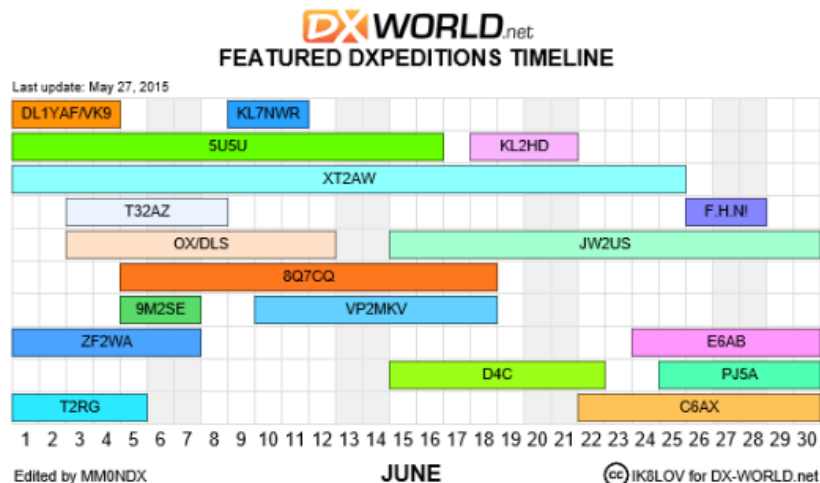 DX WORLD.net
FEATURED DXPEDITIONS TIMELINE
Last update: May 27, 2015
DL1YAF/VK9 KL7NWR
5U5U KL2HD
XT2AW
T32AZ F.H.N!
OX/DLS JW2US
8Q7CQ
9M2SE VP2MKV
ZF2WA E6AB
D4C PJ5A
T2RG C6AX
1 2 3 4 5 6 7 8 9 10 11 12 13 14 15 16 17 18 19 20 21 22 23 24 25 26 27 28 29 30
Edited by MM0NDX JUNE cc IK8LOV for DX-WORLD.net